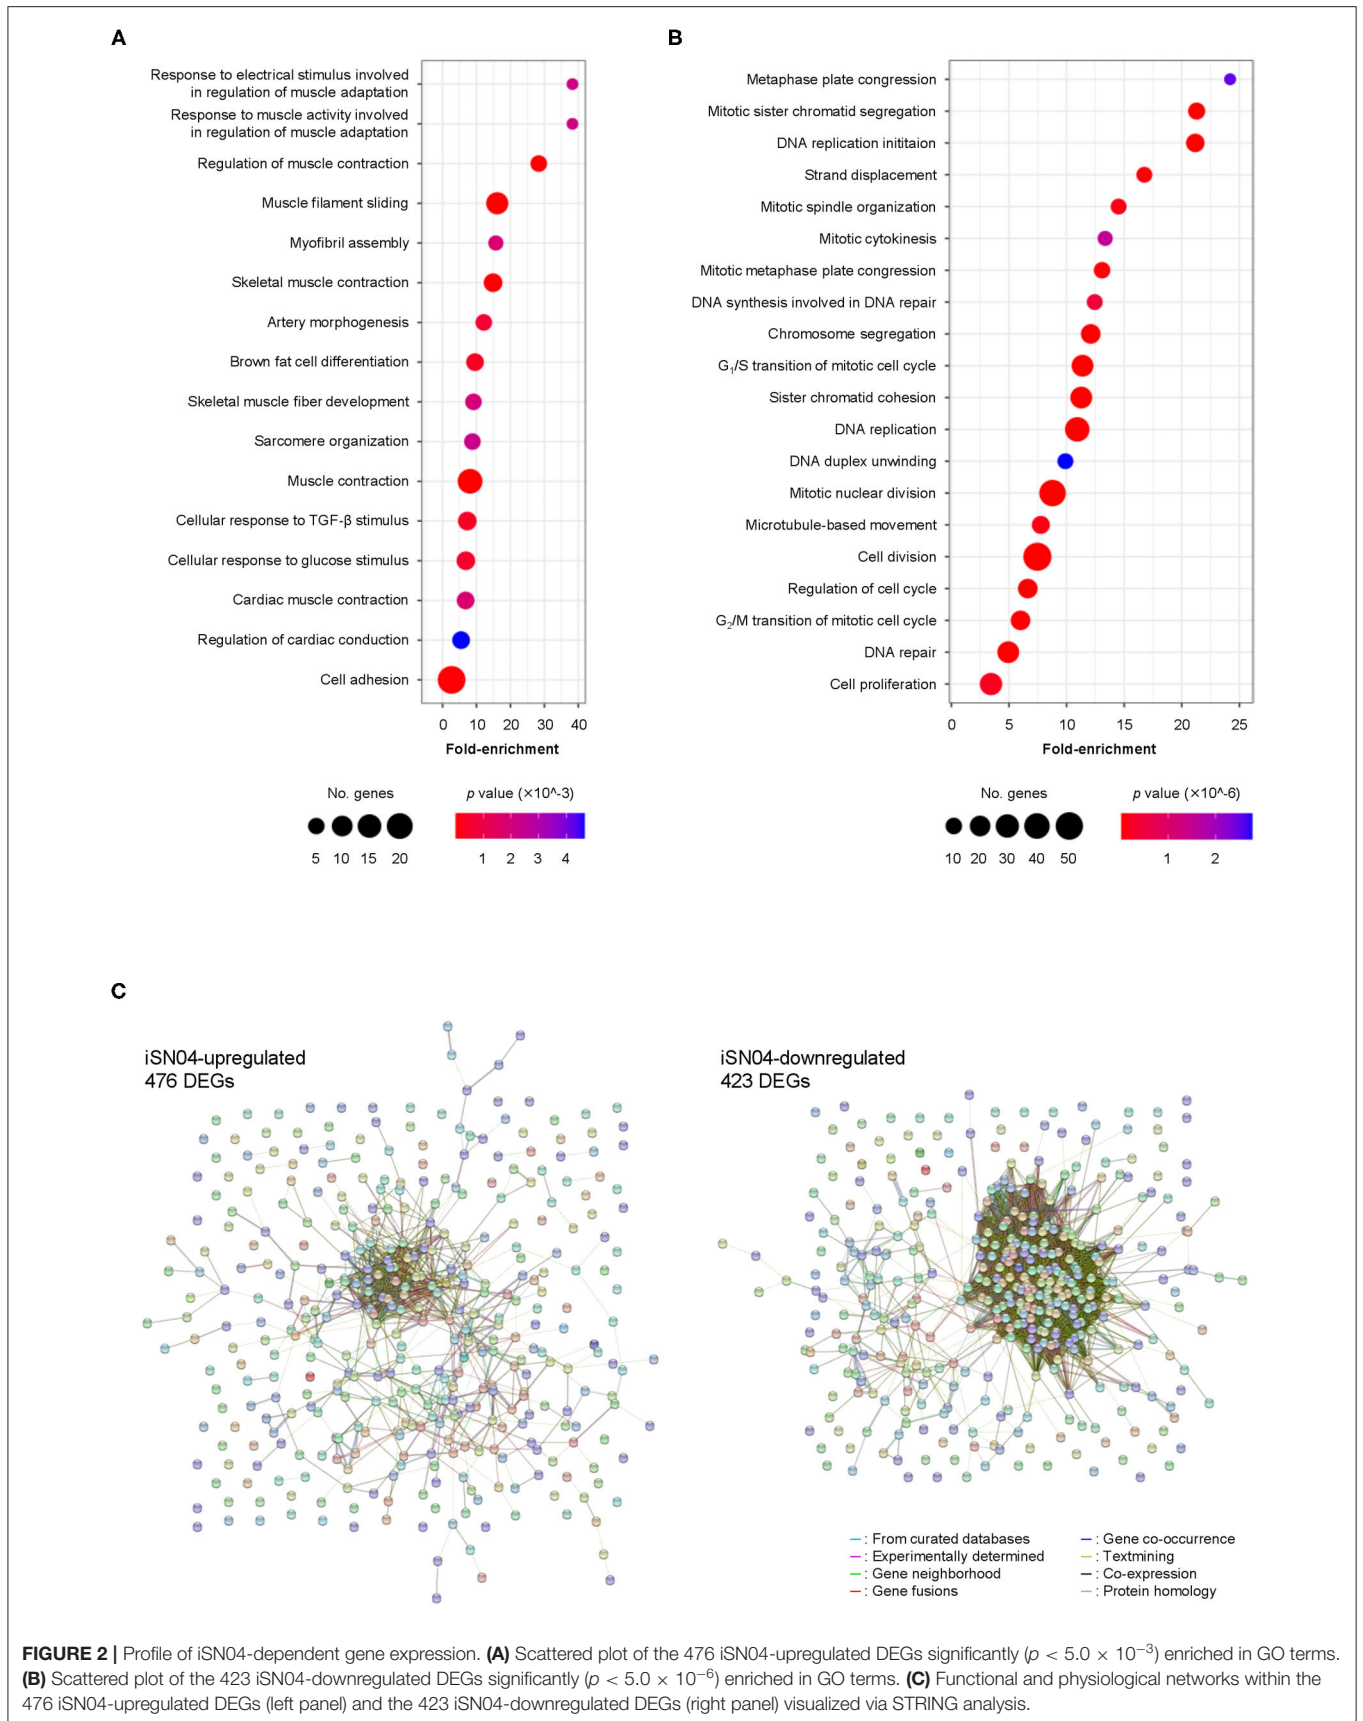 A
Response to electrical stimulus involved
in regulation of muscle adaptation
Response to muscle activity involved
in regulation of muscle adaptation
Regulation of muscle contraction
Muscle filament sliding
Myofibril assembly
Skeletal muscle contraction
Artery morphogenesis
Brown fat cell differentiation
Skeletal muscle fiber development
Sarcomere organization
Muscle contraction
Cellular response to TGF-β stimulus
Cellular response to glucose stimulus
Cardiac muscle contraction
Regulation of cardiac conduction
Cell adhesion
0 10 20 30 40
Fold-enrichment
No. genes
5 10 15 20
p value (×10^-3)
1 2 3 4
B
Metaphase plate congression
Mitotic sister chromatid segregation
DNA replication inititaion
Strand displacement
Mitotic spindle organization
Mitotic cytokinesis
Mitotic metaphase plate congression
DNA synthesis involved in DNA repair
Chromosome segregation
G₁/S transition of mitotic cell cycle
Sister chromatid cohesion
DNA replication
DNA duplex unwinding
Mitotic nuclear division
Microtubule-based movement
Cell division
Regulation of cell cycle
G₂/M transition of mitotic cell cycle
DNA repair
Cell proliferation
0 5 10 15 20 25
Fold-enrichment
No. genes
10 20 30 40 50
p value (×10^-6)
1 2
C
iSN04-upregulated
476 DEGs
iSN04-downregulated
423 DEGs
: From curated databases
: Experimentally determined
: Gene neighborhood
: Gene fusions
: Gene co-occurrence
: Textmining
: Co-expression
: Protein homology
FIGURE 2 | Profile of iSN04-dependent gene expression. (A) Scattered plot of the 476 iSN04-upregulated DEGs significantly (p < 5.0 × 10⁻³) enriched in GO terms.
(B) Scattered plot of the 423 iSN04-downregulated DEGs significantly (p < 5.0 × 10⁻⁶) enriched in GO terms. (C) Functional and physiological networks within the
476 iSN04-upregulated DEGs (left panel) and the 423 iSN04-downregulated DEGs (right panel) visualized via STRING analysis.